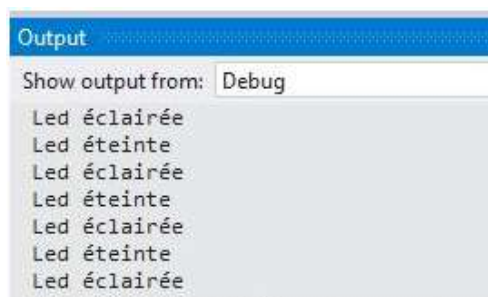 Output
Show output from: Debug
Led éclairée
Led éteinte
Led éclairée
Led éteinte
Led éclairée
Led éteinte
Led éclairée